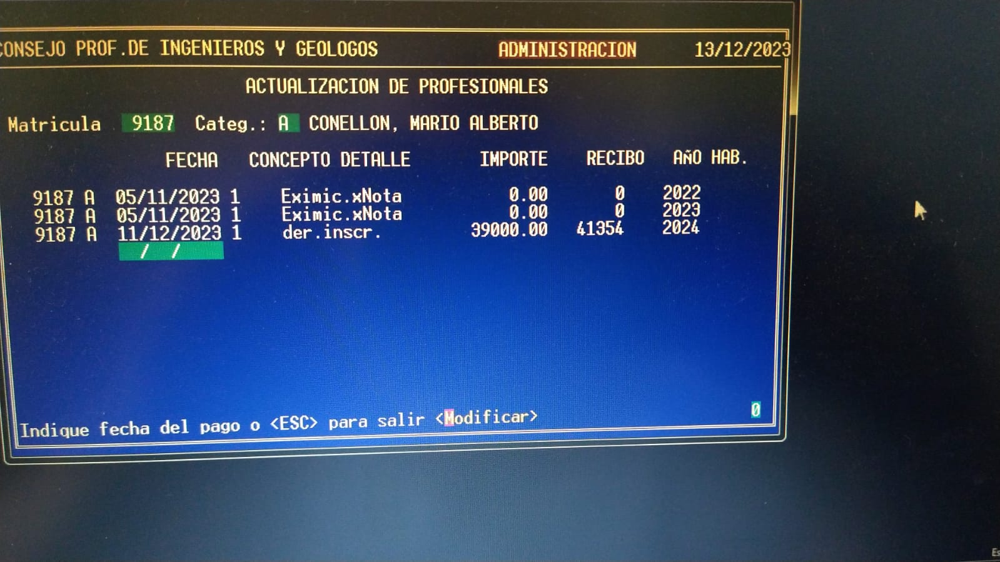 CONSEJO PROF.DE INGENIEROS Y GEOLOGOS ADMINISTRACION 13/12/2023
ACTUALIZACION DE PROFESIONALES
Matricula 9187 Categ.: A CONELLON, MARIO ALBERTO
FECHA CONCEPTO DETALLE IMPORTE RECIBO AñO HAB.
9187 A 05/11/2023 1 Eximic.xNota 0.00 0 2022
9187 A 05/11/2023 1 Eximic.xNota 0.00 0 2023
9187 A 11/12/2023 1 der.inscr. 39000.00 41354 2024
/ /
0
Indique fecha del pago o <ESC> para salir <Modificar>
Es